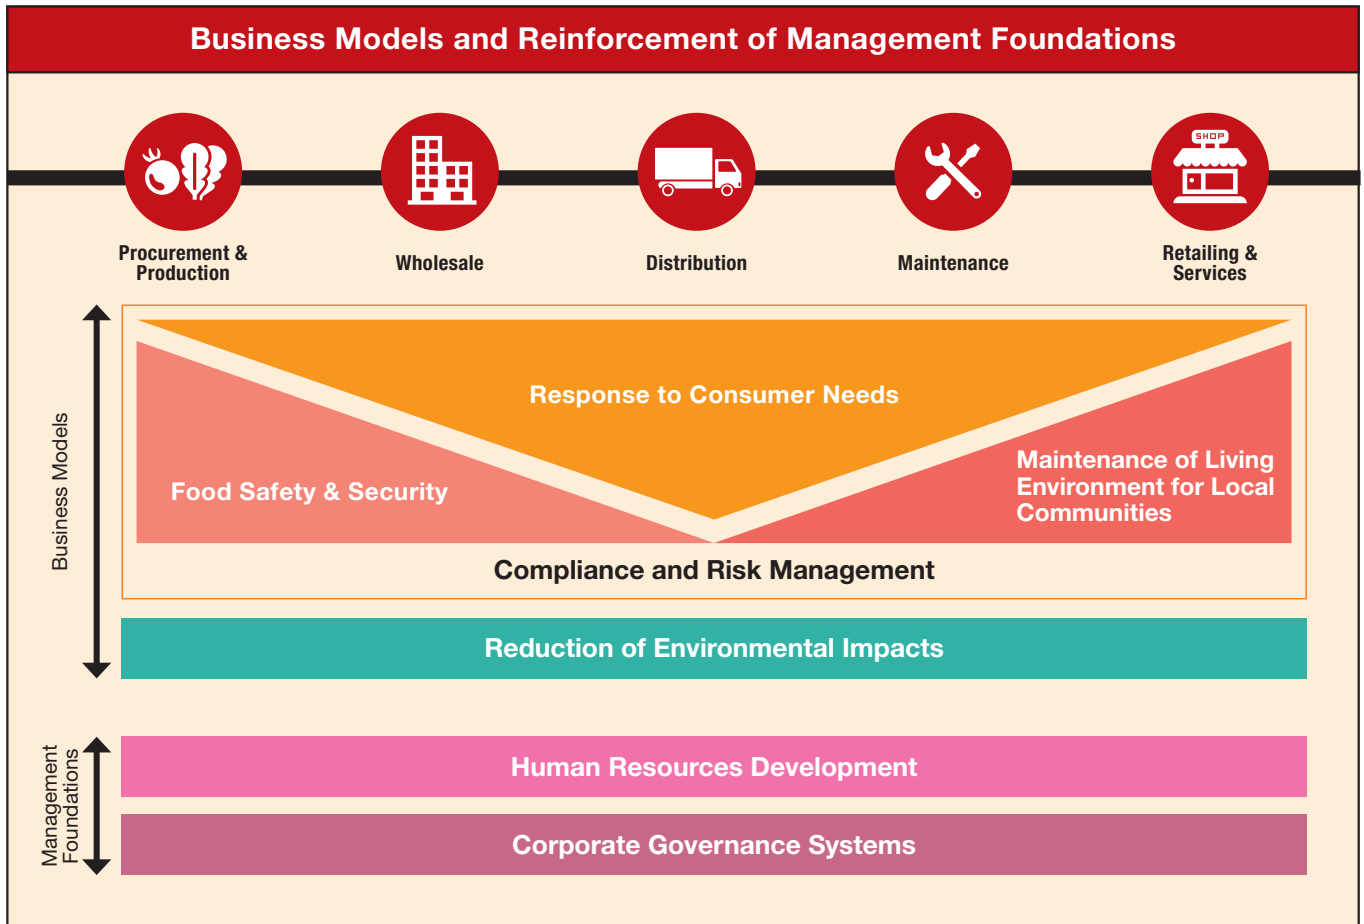 Business Models and Reinforcement of Management Foundations
SHOP
Procurement &
Production
Wholesale
Distribution
Maintenance
Retailing &
Services
Business Models
Response to Consumer Needs
Food Safety & Security
Maintenance of Living
Environment for Local
Communities
Compliance and Risk Management
Reduction of Environmental Impacts
Management
Foundations
Human Resources Development
Corporate Governance Systems